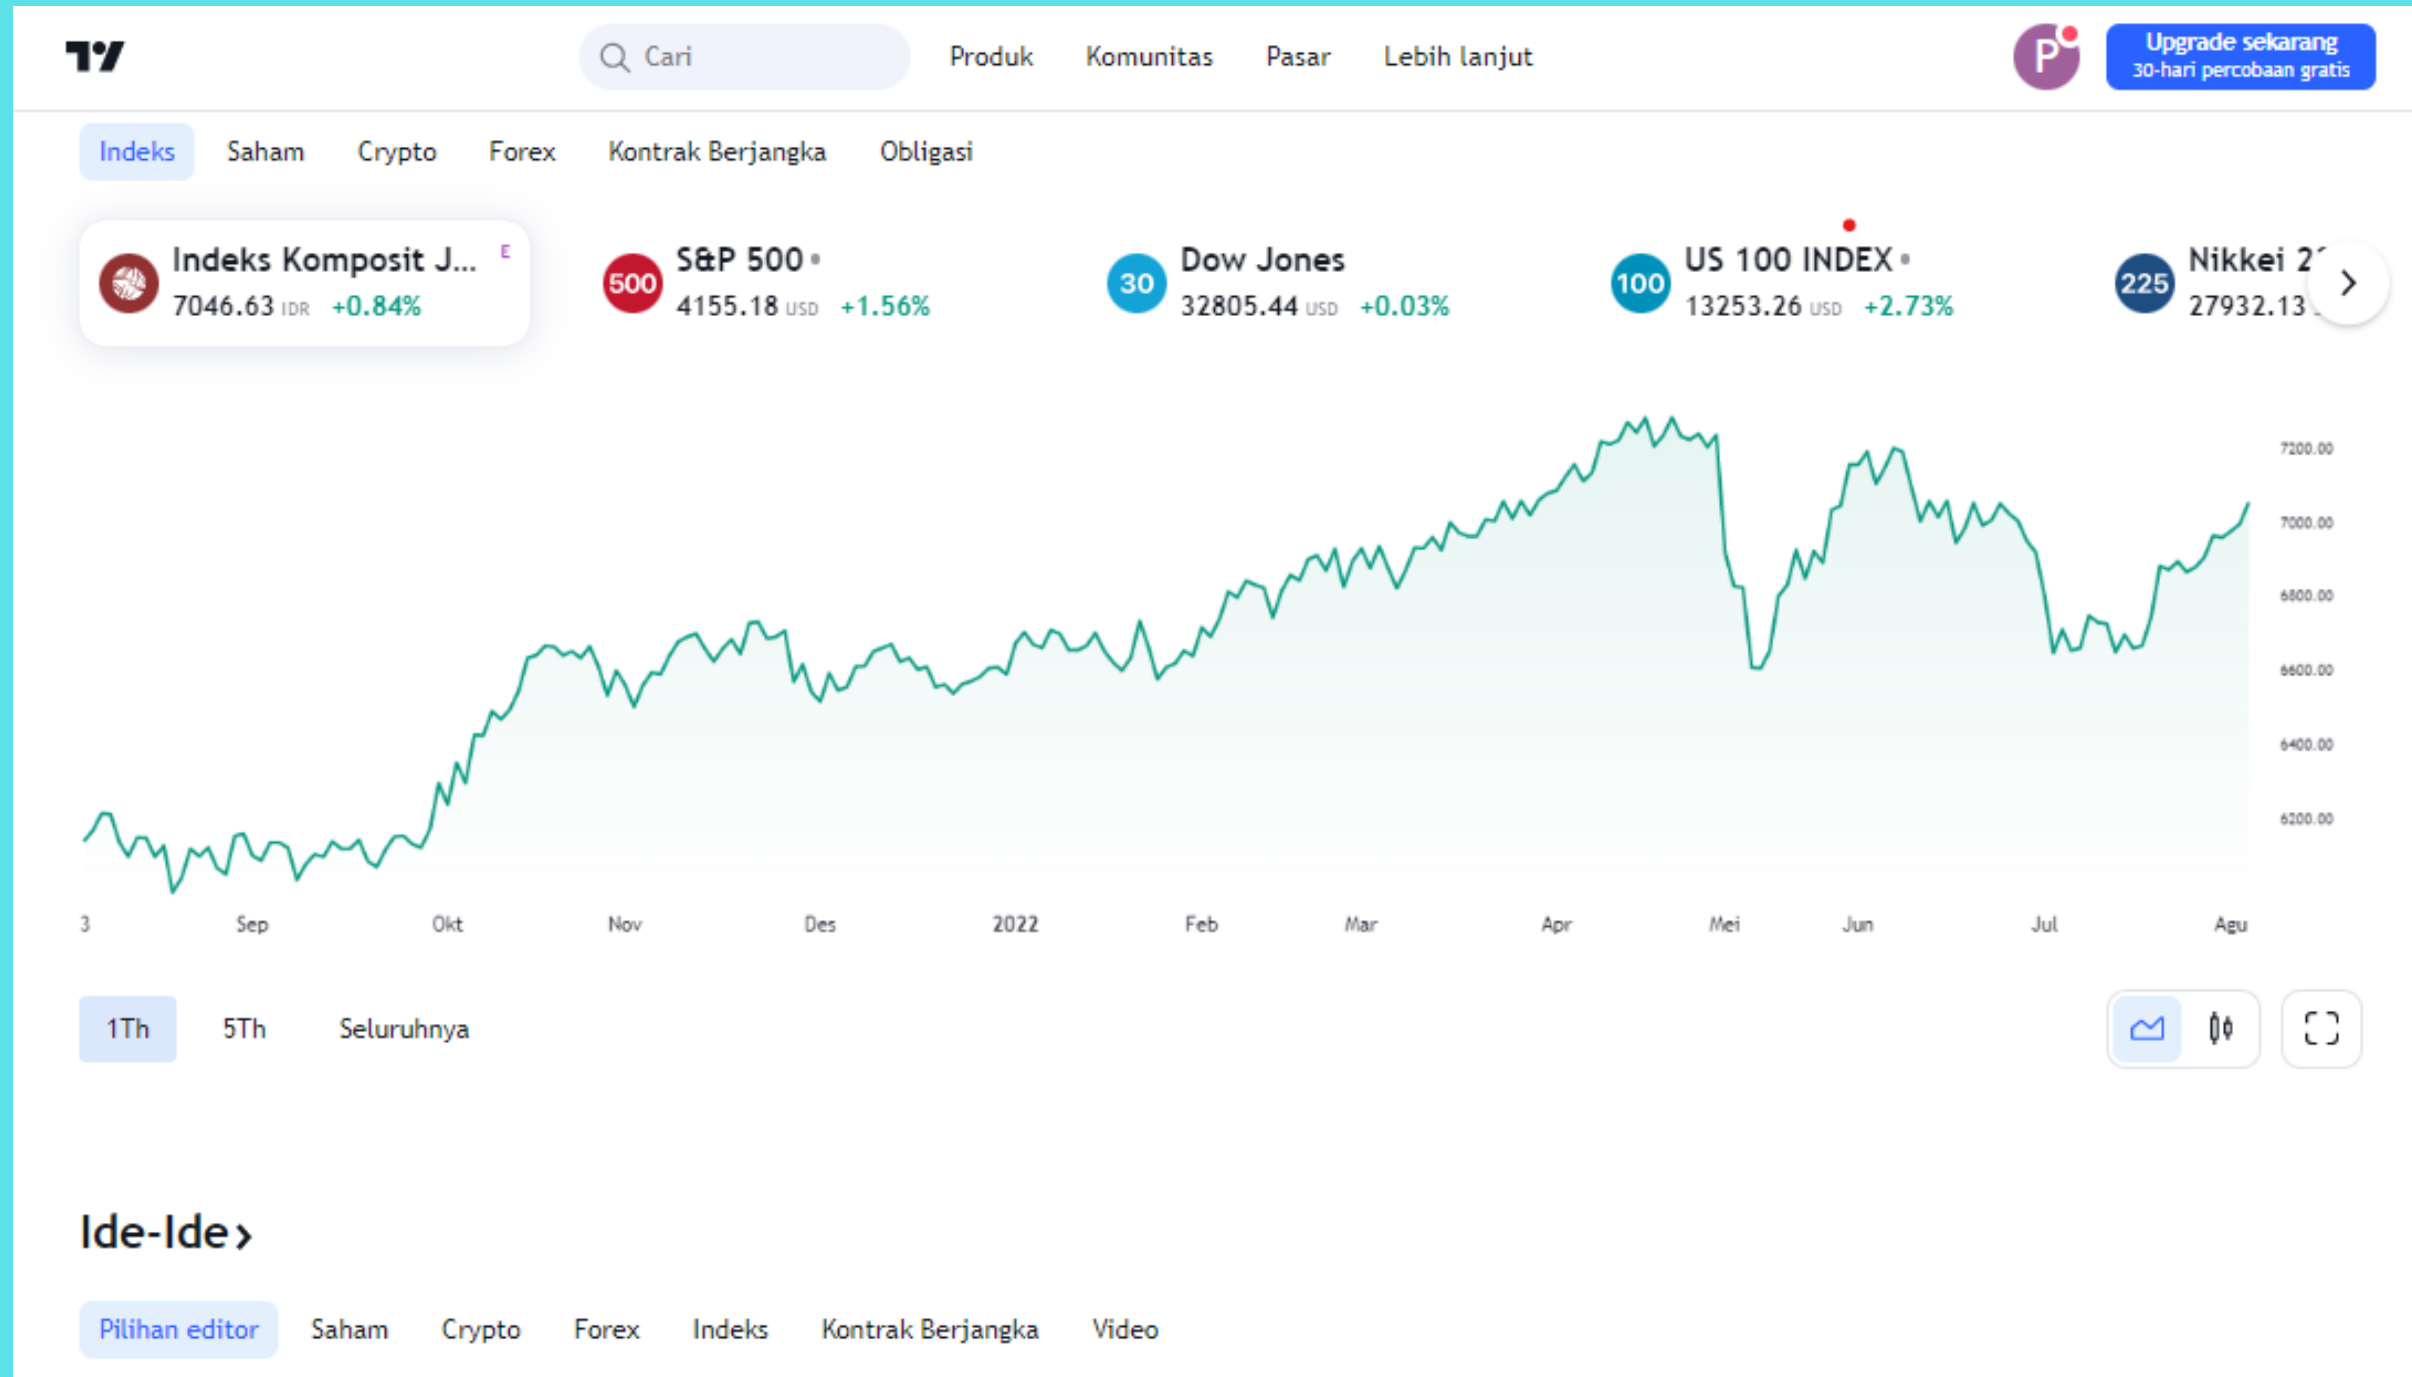 Cari
Produk
Komunitas
Pasar
Lebih lanjut
P
Upgrade sekarang
30-hari percobaan gratis
Indeks
Saham
Crypto
Forex
Kontrak Berjangka
Obligasi
Indeks Komposit J... E
7046.63 IDR +0.84%
500
S&P 500
4155.18 USD +1.56%
30
Dow Jones
32805.44 USD +0.03%
100
US 100 INDEX
13253.26 USD +2.73%
225
Nikkei
27932.13
7200.00
7000.00
6800.00
6600.00
6400.00
6200.00
3 Sep Okt Nov Des 2022 Feb Mar Apr Mei Jun Jul Agu
1Th
5Th
Seluruhnya
Ide-Ide
Pilihan editor
Saham
Crypto
Forex
Indeks
Kontrak Berjangka
Video